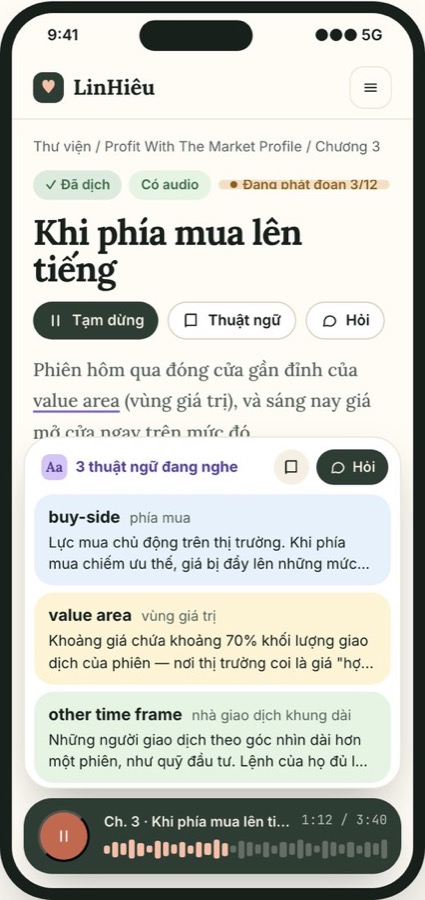 9:41
5G
LinHiêu
Thư viện / Profit With The Market Profile / Chương 3
✓ Đã dịch Có audio • Đang phát đoạn 3/12
Khi phía mua lên
tiếng
Tạm dừng Thuật ngữ Hỏi
Phiên hôm qua đóng cửa gần đỉnh của
value area (vùng giá trị), và sáng nay giá
mở cửa ngay trên mức đó
Aa 3 thuật ngữ đang nghe Hỏi
buy-side phía mua
Lực mua chủ động trên thị trường. Khi phía
mua chiếm ưu thế, giá bị đẩy lên những mức...
value area vùng giá trị
Khoảng giá chứa khoảng 70% khối lượng giao
dịch của phiên — nơi thị trường coi là giá "hợ...
other time frame nhà giao dịch khung dài
Những người giao dịch theo góc nhìn dài hơn
một phiên, như quỹ đầu tư. Lệnh của họ đủ l...
Ch. 3 · Khi phía mua lên ti... 1:12 / 3:40